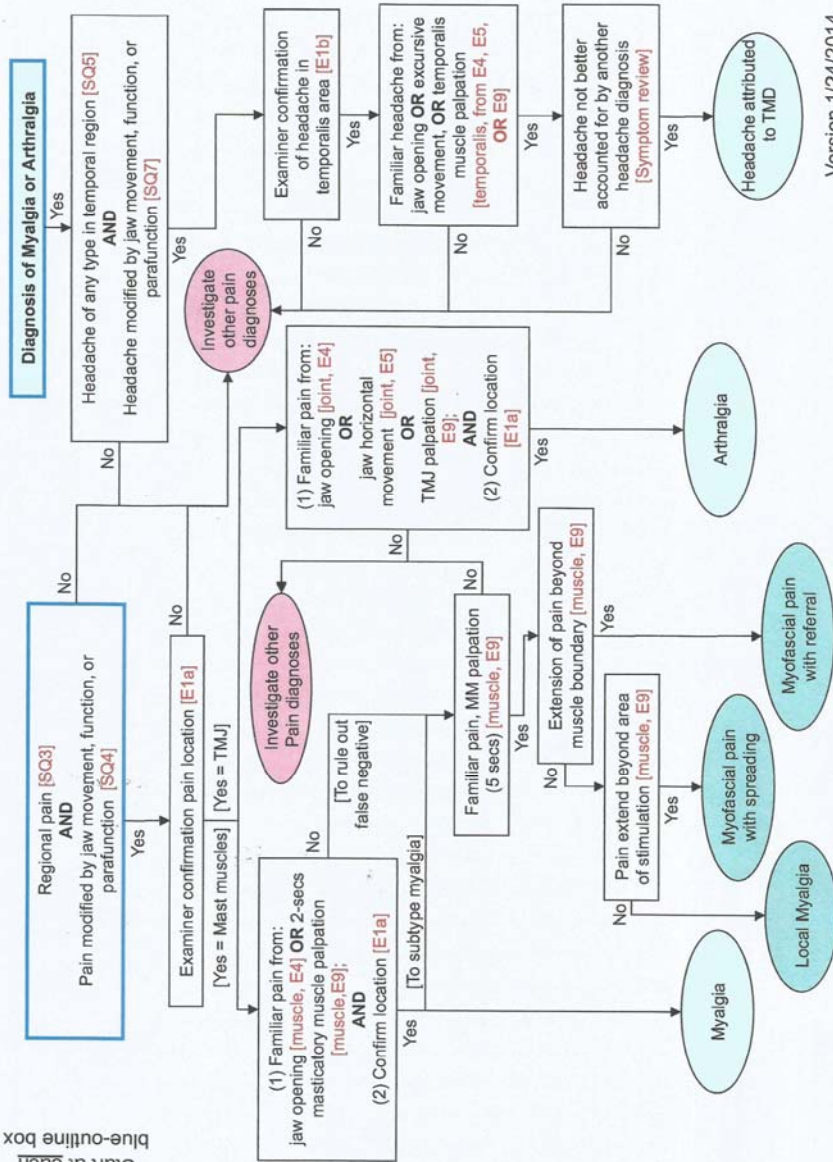 Start at each
blue-outline box
Regional pain [SQ3]
AND
Pain modified by jaw movement, function, or
parafunction [SQ4]
No
Yes
Examiner confirmation pain location [E1a]
No
[Yes = Mast muscles]
[Yes = TMJ]
(1) Familiar pain from:
jaw opening [muscle, E4] OR 2-secs
masticatory muscle palpation
[muscle,E9];
AND
(2) Confirm location [E1a]
No
[To rule out
false negative]
Yes
[To subtype myalgia]
Myalgia
Familiar pain, MM palpation
(5 secs) [muscle, E9]
No
Yes
Extension of pain beyond
muscle boundary [muscle, E9]
No
Yes
Pain extend beyond area
of stimulation [muscle, E9]
No
Yes
Local Myalgia
Myofascial pain
with spreading
Myofascial pain
with referral
Investigate other
Pain diagnoses
(1) Familiar pain from:
jaw opening [joint, E4]
OR
jaw horizontal
movement [joint, E5]
OR
TMJ palpation [joint,
E9];
AND
(2) Confirm location
[E1a]
No
Yes
Arthralgia
Diagnosis of Myalgia or Arthralgia
Yes
Headache of any type in temporal region [SQ5]
AND
Headache modified by jaw movement, function, or
parafunction [SQ7]
No
Yes
Investigate
other pain
diagnoses
Examiner confirmation
of headache in
temporalis area [E1b]
No
Yes
Familiar headache from:
jaw opening OR excursive
movement, OR temporalis
muscle palpation
[temporalis, from E4, E5,
OR E9]
No
Yes
Headache not better
accounted for by another
headache diagnosis
[Symptom review]
No
Yes
Headache attributed
to TMD
Version 1/24/2014